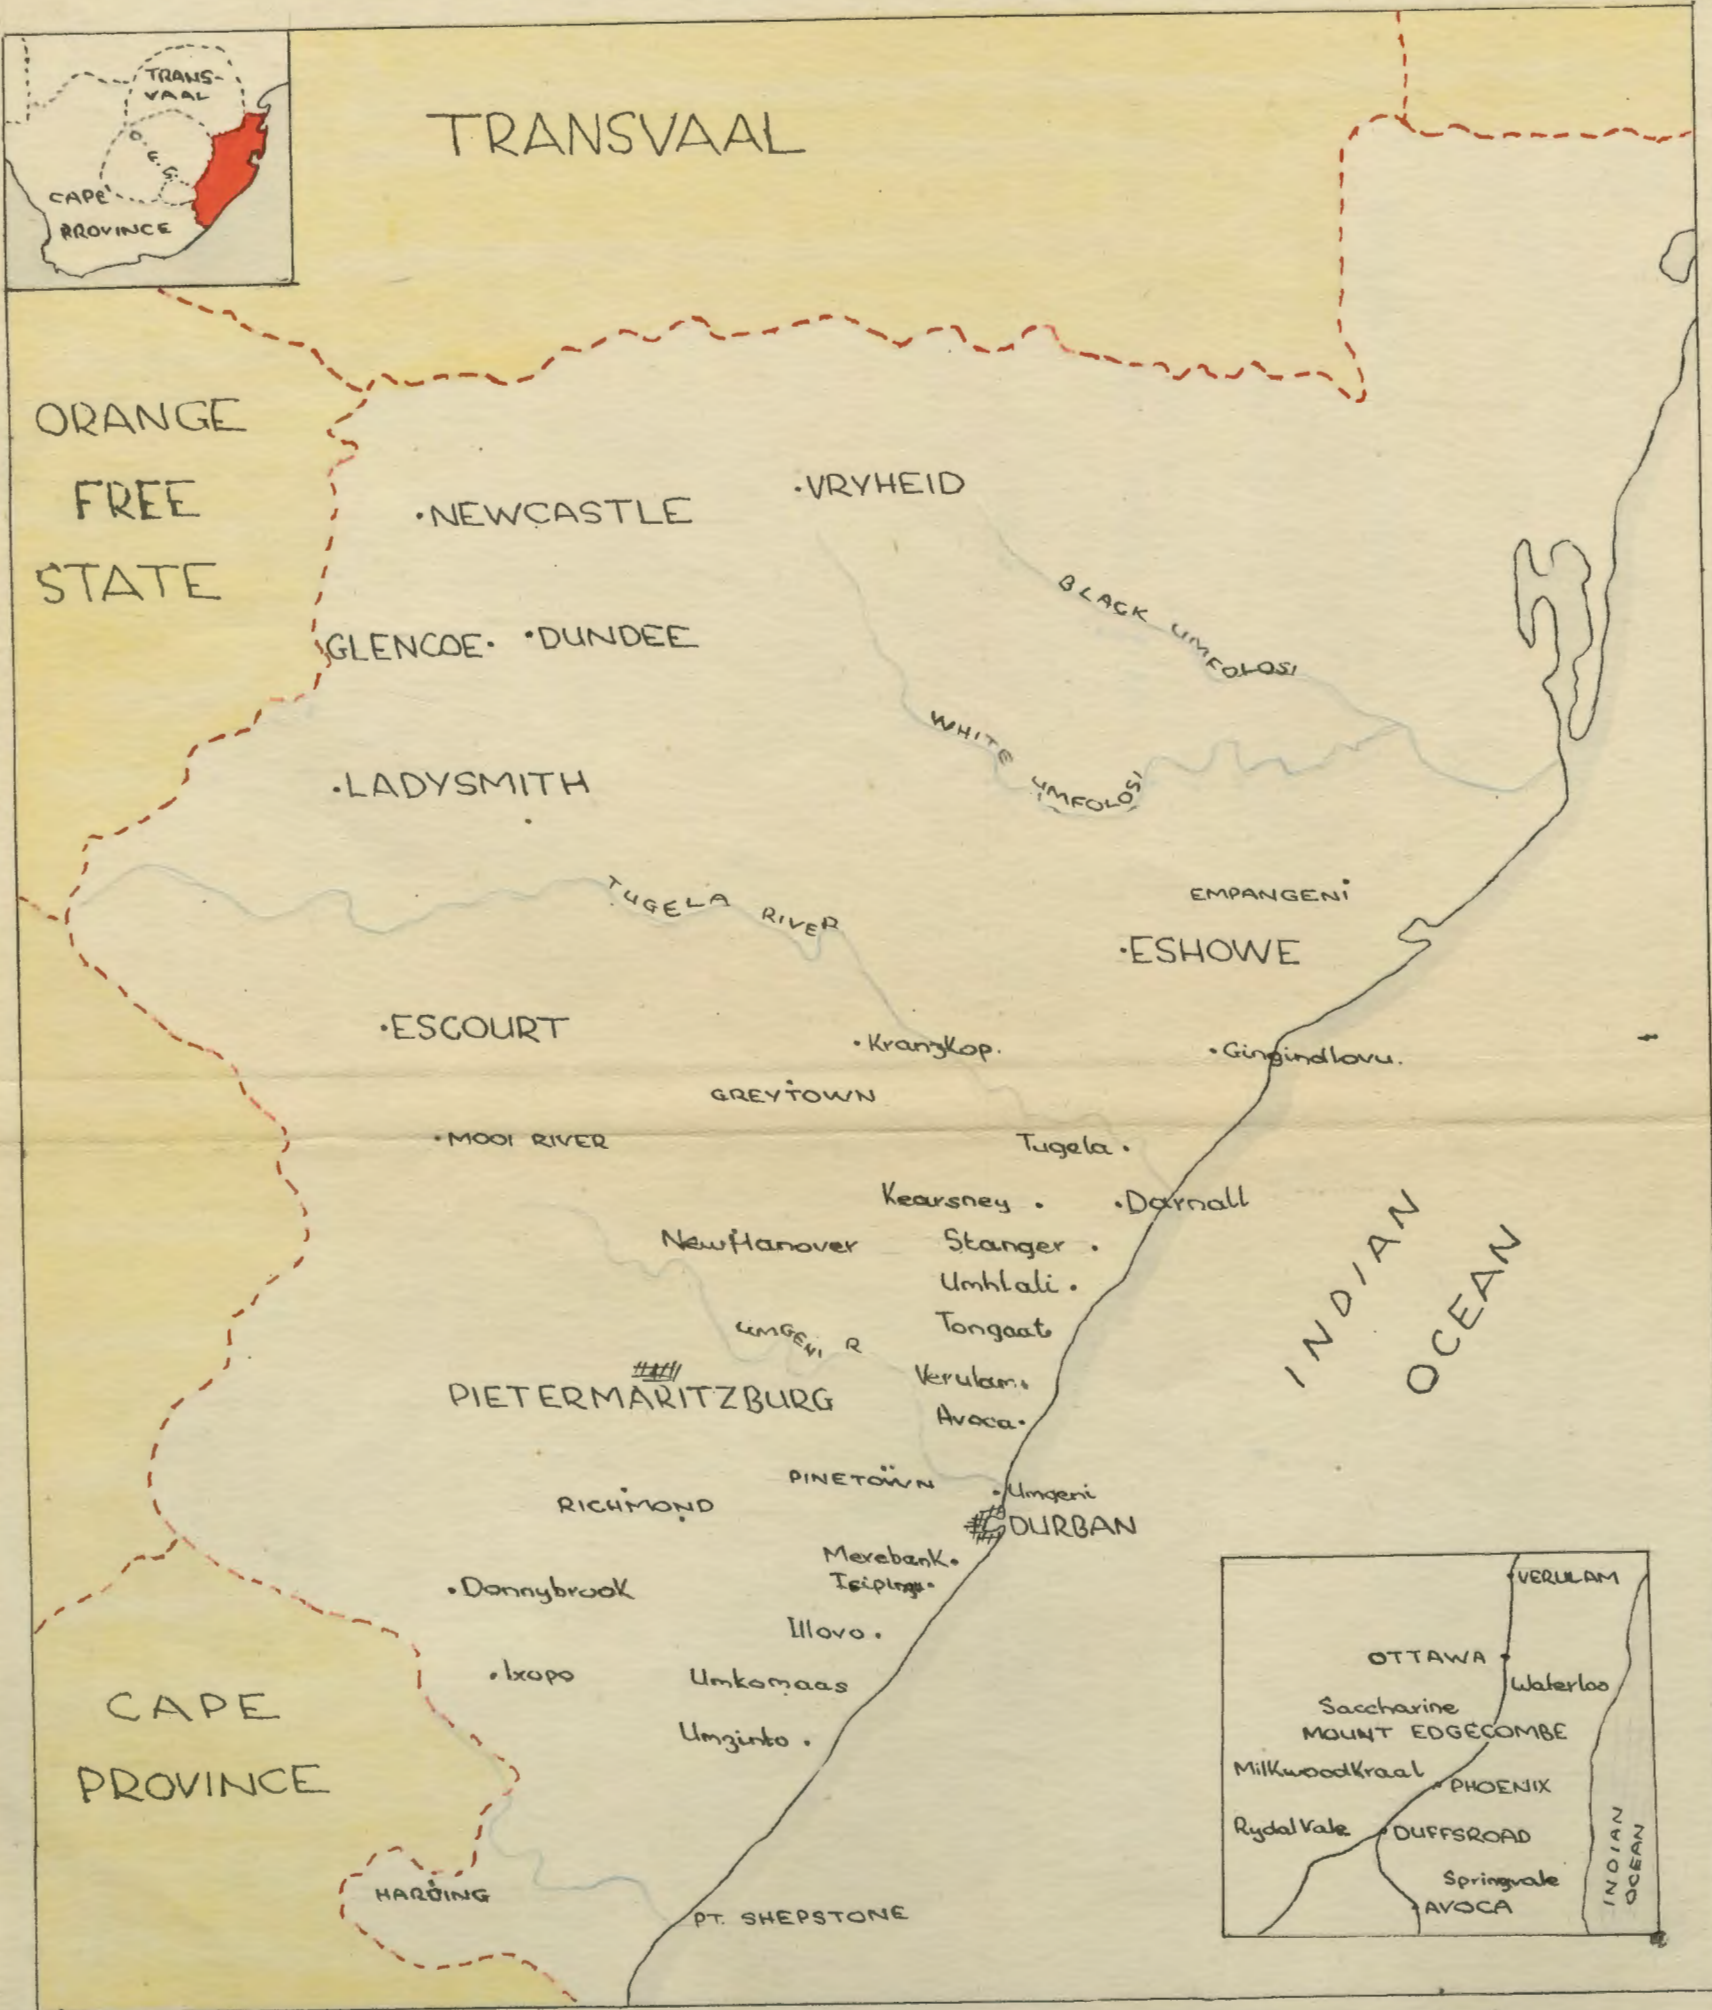 TRANS-
VAAL
O.F.S.
CAPE
PROVINCE
TRANSVAAL
ORANGE
FREE
STATE
VRYHEID
NEWCASTLE
BLACK UMFOLOSI
GLENCOE
DUNDEE
WHITE UMFOLOSI
LADYSMITH
TUGELA RIVER
EMPANGENI
ESHOWE
ESCOURT
Kranzkop.
Gingindlovu.
GREYTOWN
MOOI RIVER
Tugela
Kearsney
Darnall
New Hanover
Stanger
Umhlali
Tongaat
UMGENI R
Verulam
PIETERMARITZBURG
Avoca
INDIAN
OCEAN
PINETOWN
Umgeni
RICHMOND
DURBAN
Merebank
Isipingo
Donnybrook
Illovo
Ixopo
Umkomaas
Umzinto
CAPE
PROVINCE
HARDING
PT. SHEPSTONE
VERULAM
OTTAWA
Waterloo
Saccharine
MOUNT EDGECOMBE
MilkwoodKraal
PHOENIX
Rydal Vale
DUFFSROAD
Springvale
AVOCA
INDIAN
OCEAN